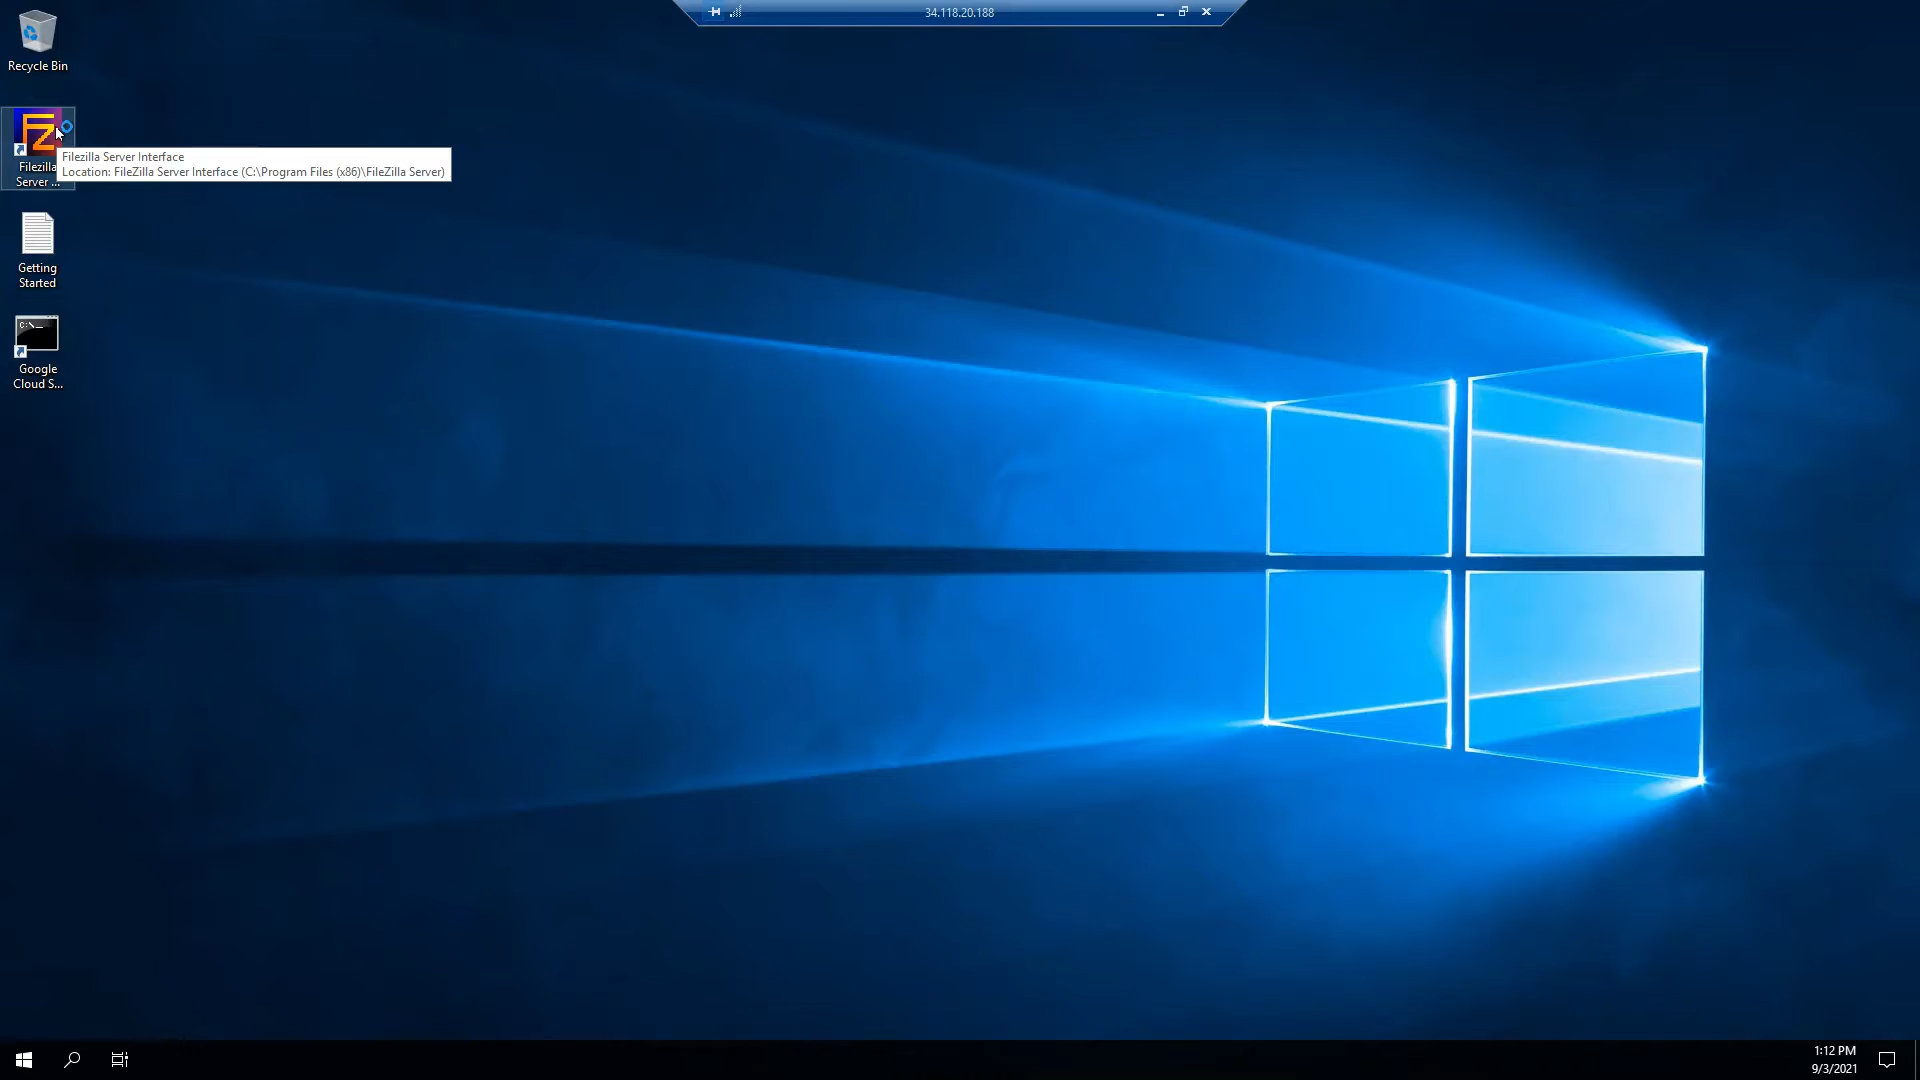 34.118.20.188
Recycle Bin
Filezilla
Server ...
Filezilla Server Interface
Location: FileZilla Server Interface (C:\Program Files (x86)\FileZilla Server)
Getting
Started
C:\_
Google
Cloud S...
1:12 PM
9/3/2021